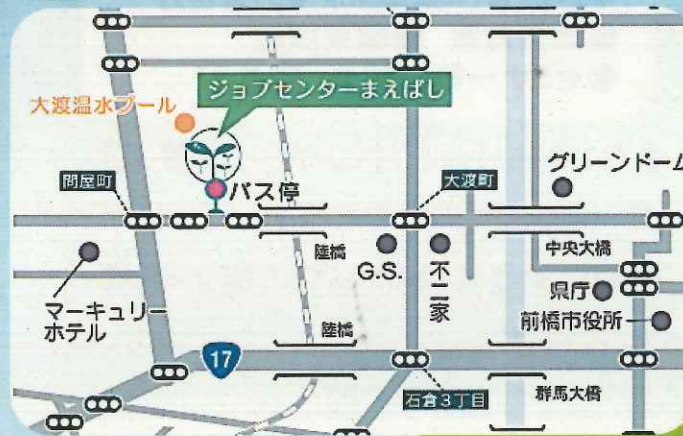 ジョブセンターまえばし
大渡温水プール
グリーンドーム
問屋町
バス停
大渡町
陸橋
G.S.
不二家
中央大橋
マーキュリー
ホテル
県庁
前橋市役所
陸橋
17
石倉3丁目
群馬大橋